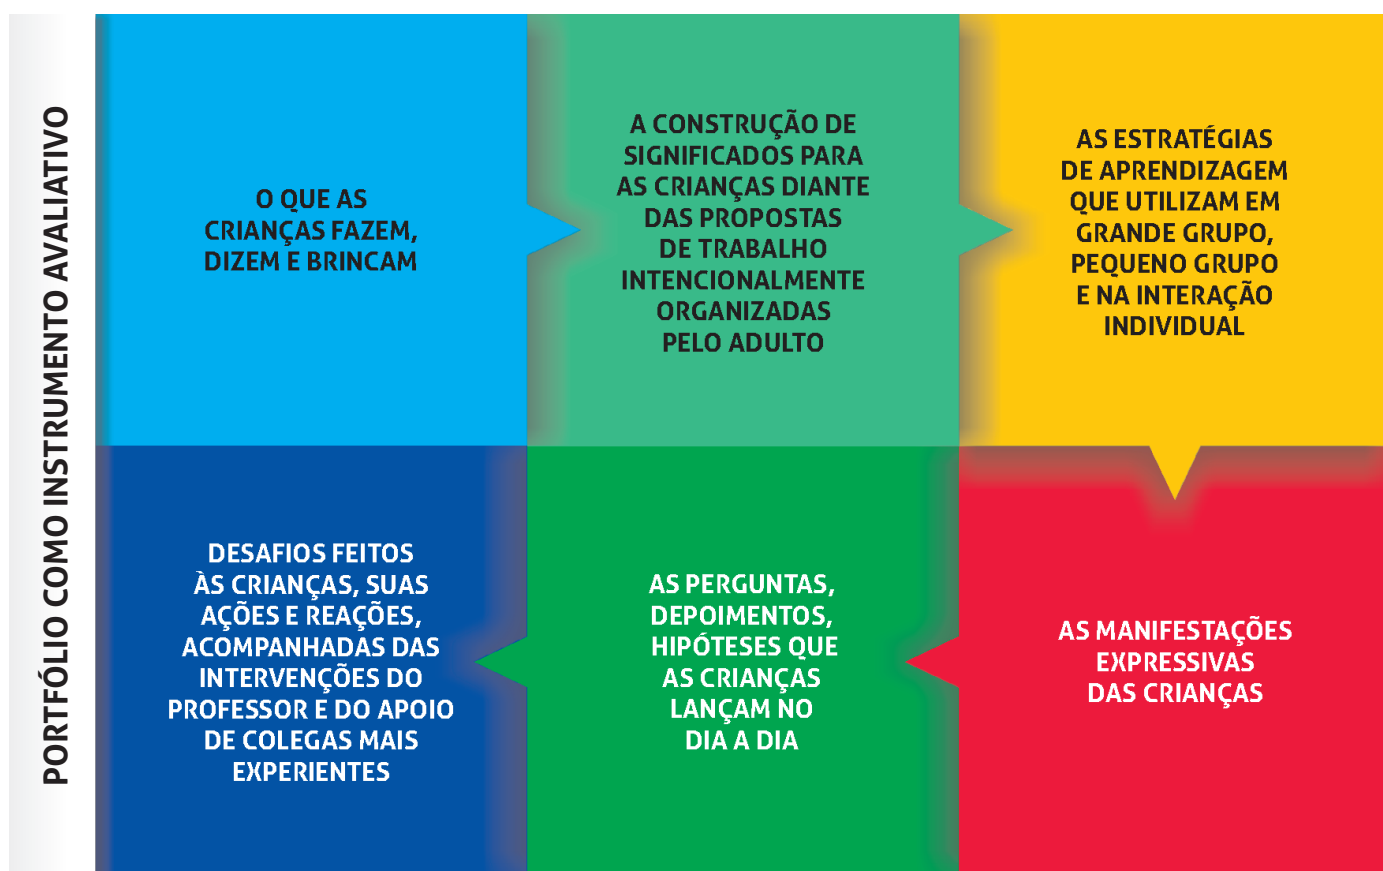 PORTFÓLIO COMO INSTRUMENTO AVALIATIVO
O QUE AS
CRIANÇAS FAZEM,
DIZEM E BRINCAM
A CONSTRUÇÃO DE
SIGNIFICADOS PARA
AS CRIANÇAS DIANTE
DAS PROPOSTAS
DE TRABALHO
INTENCIONALMENTE
ORGANIZADAS
PELO ADULTO
AS ESTRATÉGIAS
DE APRENDIZAGEM
QUE UTILIZAM EM
GRANDE GRUPO,
PEQUENO GRUPO
E NA INTERAÇÃO
INDIVIDUAL
AS MANIFESTAÇÕES
EXPRESSIVAS
DAS CRIANÇAS
AS PERGUNTAS,
DEPOIMENTOS,
HIPÓTESES QUE
AS CRIANÇAS
LANÇAM NO
DIA A DIA
DESAFIOS FEITOS
ÀS CRIANÇAS, SUAS
AÇÕES E REAÇÕES,
ACOMPANHADAS DAS
INTERVENÇÕES DO
PROFESSOR E DO APOIO
DE COLEGAS MAIS
EXPERIENTES